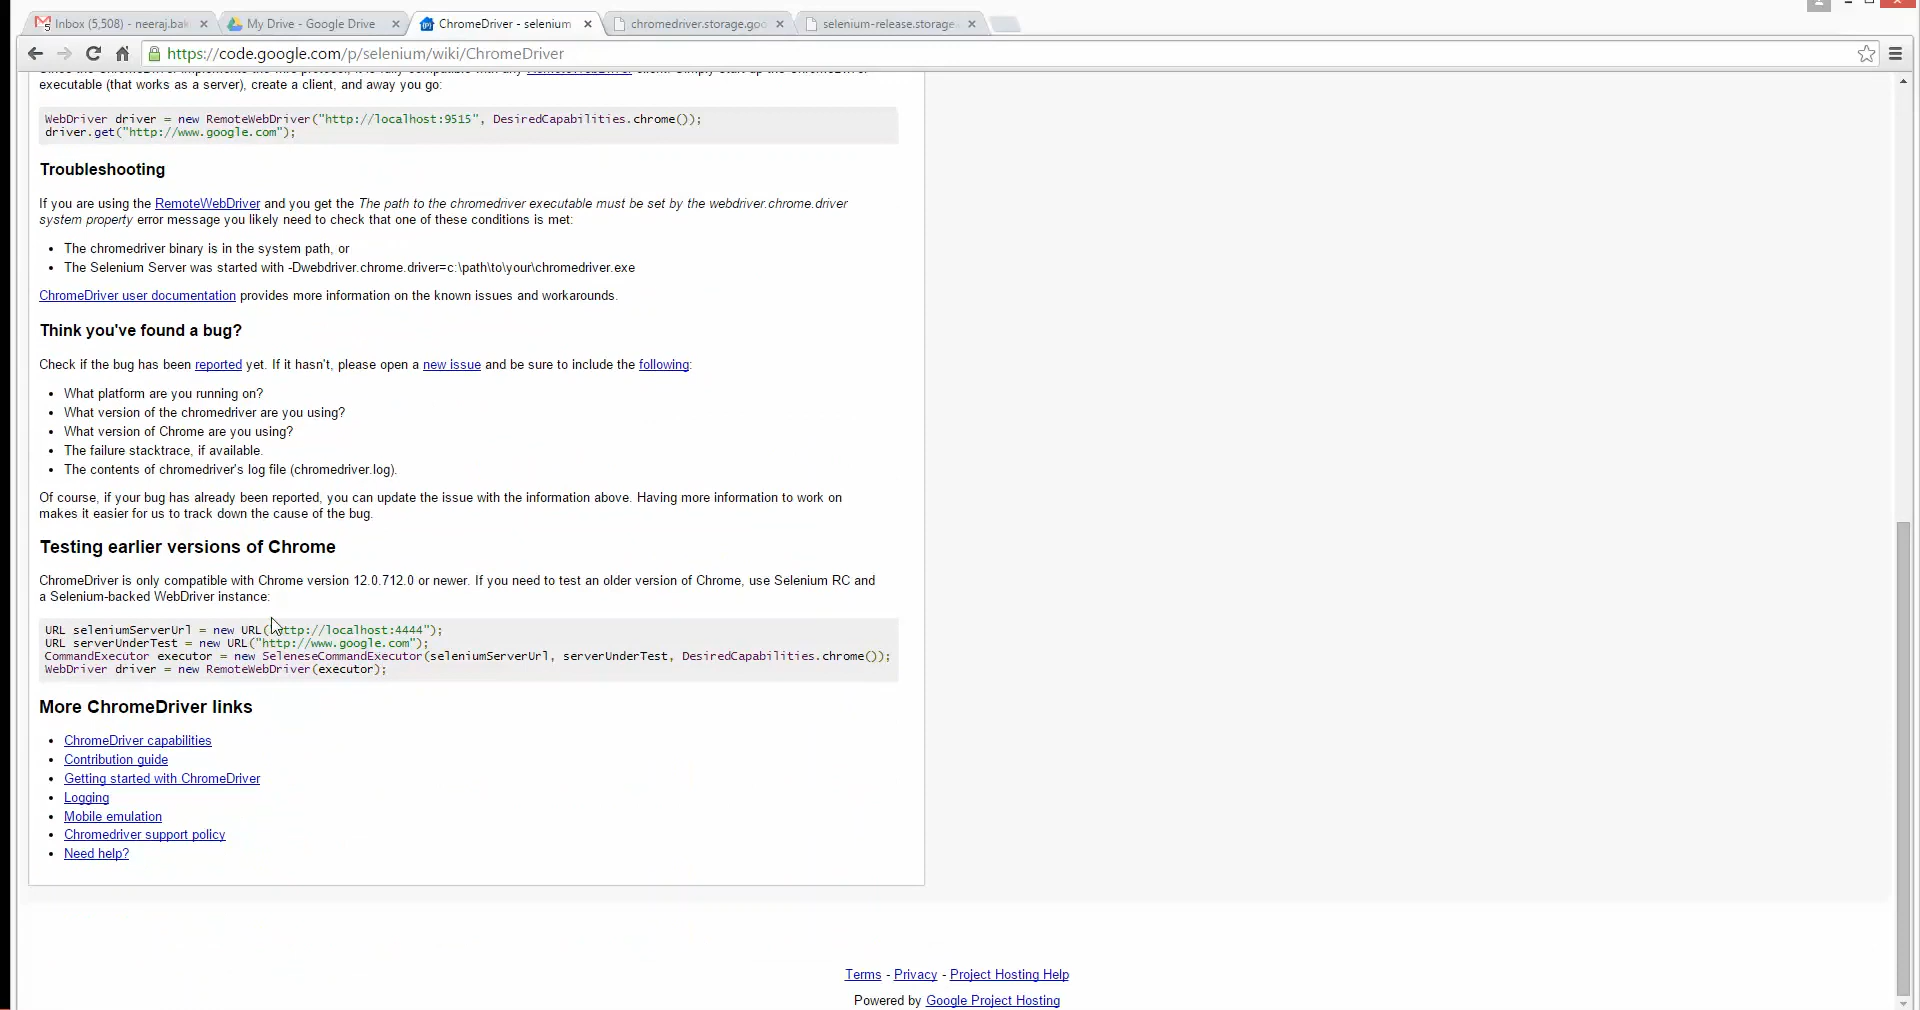 Inbox (5,508) - neeraj.bak
My Drive - Google Drive
ChromeDriver - selenium
chromedriver.storage.goo
selenium-release.storage
https://code.google.com/p/selenium/wiki/ChromeDriver
executable (that works as a server), create a client, and away you go:
WebDriver driver = new RemoteWebDriver("http://localhost:9515", DesiredCapabilities.chrome());
driver.get("http://www.google.com");
Troubleshooting
If you are using the RemoteWebDriver and you get the The path to the chromedriver executable must be set by the webdriver.chrome.driver
system property error message you likely need to check that one of these conditions is met:
• The chromedriver binary is in the system path, or
• The Selenium Server was started with -Dwebdriver.chrome.driver=c:\path\to\your\chromedriver.exe
ChromeDriver user documentation provides more information on the known issues and workarounds.
Think you've found a bug?
Check if the bug has been reported yet. If it hasn't, please open a new issue and be sure to include the following:
• What platform are you running on?
• What version of the chromedriver are you using?
• What version of Chrome are you using?
• The failure stacktrace, if available.
• The contents of chromedriver's log file (chromedriver.log).
Of course, if your bug has already been reported, you can update the issue with the information above. Having more information to work on
makes it easier for us to track down the cause of the bug.
Testing earlier versions of Chrome
ChromeDriver is only compatible with Chrome version 12.0.712.0 or newer. If you need to test an older version of Chrome, use Selenium RC and
a Selenium-backed WebDriver instance:
URL seleniumServerUrl = new URL("http://localhost:4444");
URL serverUnderTest = new URL("http://www.google.com");
CommandExecutor executor = new SeleneseCommandExecutor(seleniumServerUrl, serverUnderTest, DesiredCapabilities.chrome());
WebDriver driver = new RemoteWebDriver(executor);
More ChromeDriver links
• ChromeDriver capabilities
• Contribution guide
• Getting started with ChromeDriver
• Logging
• Mobile emulation
• Chromedriver support policy
• Need help?
Terms - Privacy - Project Hosting Help
Powered by Google Project Hosting